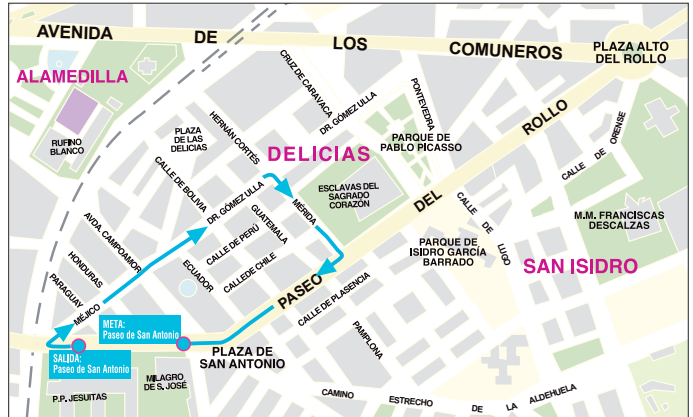 AVENIDA DE LOS COMUNEROS
PLAZA ALTO
DEL ROLLO
ALAMEDILLA
CRUZ DE CARAVACA
PONTEVEDRA
DR. GÓMEZ ULLA
HERNÁN CORTÉS
PLAZA
DE LAS
DELICIAS
RUFINO
BLANCO
DELICIAS
PARQUE DE
PABLO PICASSO
CALLE DE ORENSE
CALLE DE BOLIVIA
DR. GÓMEZ ULLA
MÉRIDA
ESCLAVAS DEL
SAGRADO
CORAZÓN
PASEO DEL ROLLO
CALLE DE LUGO
M.M. FRANCISCAS
DESCALZAS
GUATEMALA
CALLE DE PERÚ
AVDA. CAMPOAMOR
HONDURAS
PARAGUAY
MÉJICO
ECUADOR
CALLEDE CHILE
PARQUE DE
ISIDRO GARCÍA
BARRADO
SAN ISIDRO
CALLE DE PLASENCIA
PAMPLONA
META:
Paseo de San Antonio
SALIDA:
Paseo de San Antonio
PLAZA DE
SAN ANTONIO
MILAGRO
DE S. JOSÉ
P.P. JESUITAS
CAMINO ESTRECHO DE LA ALDEHUELA